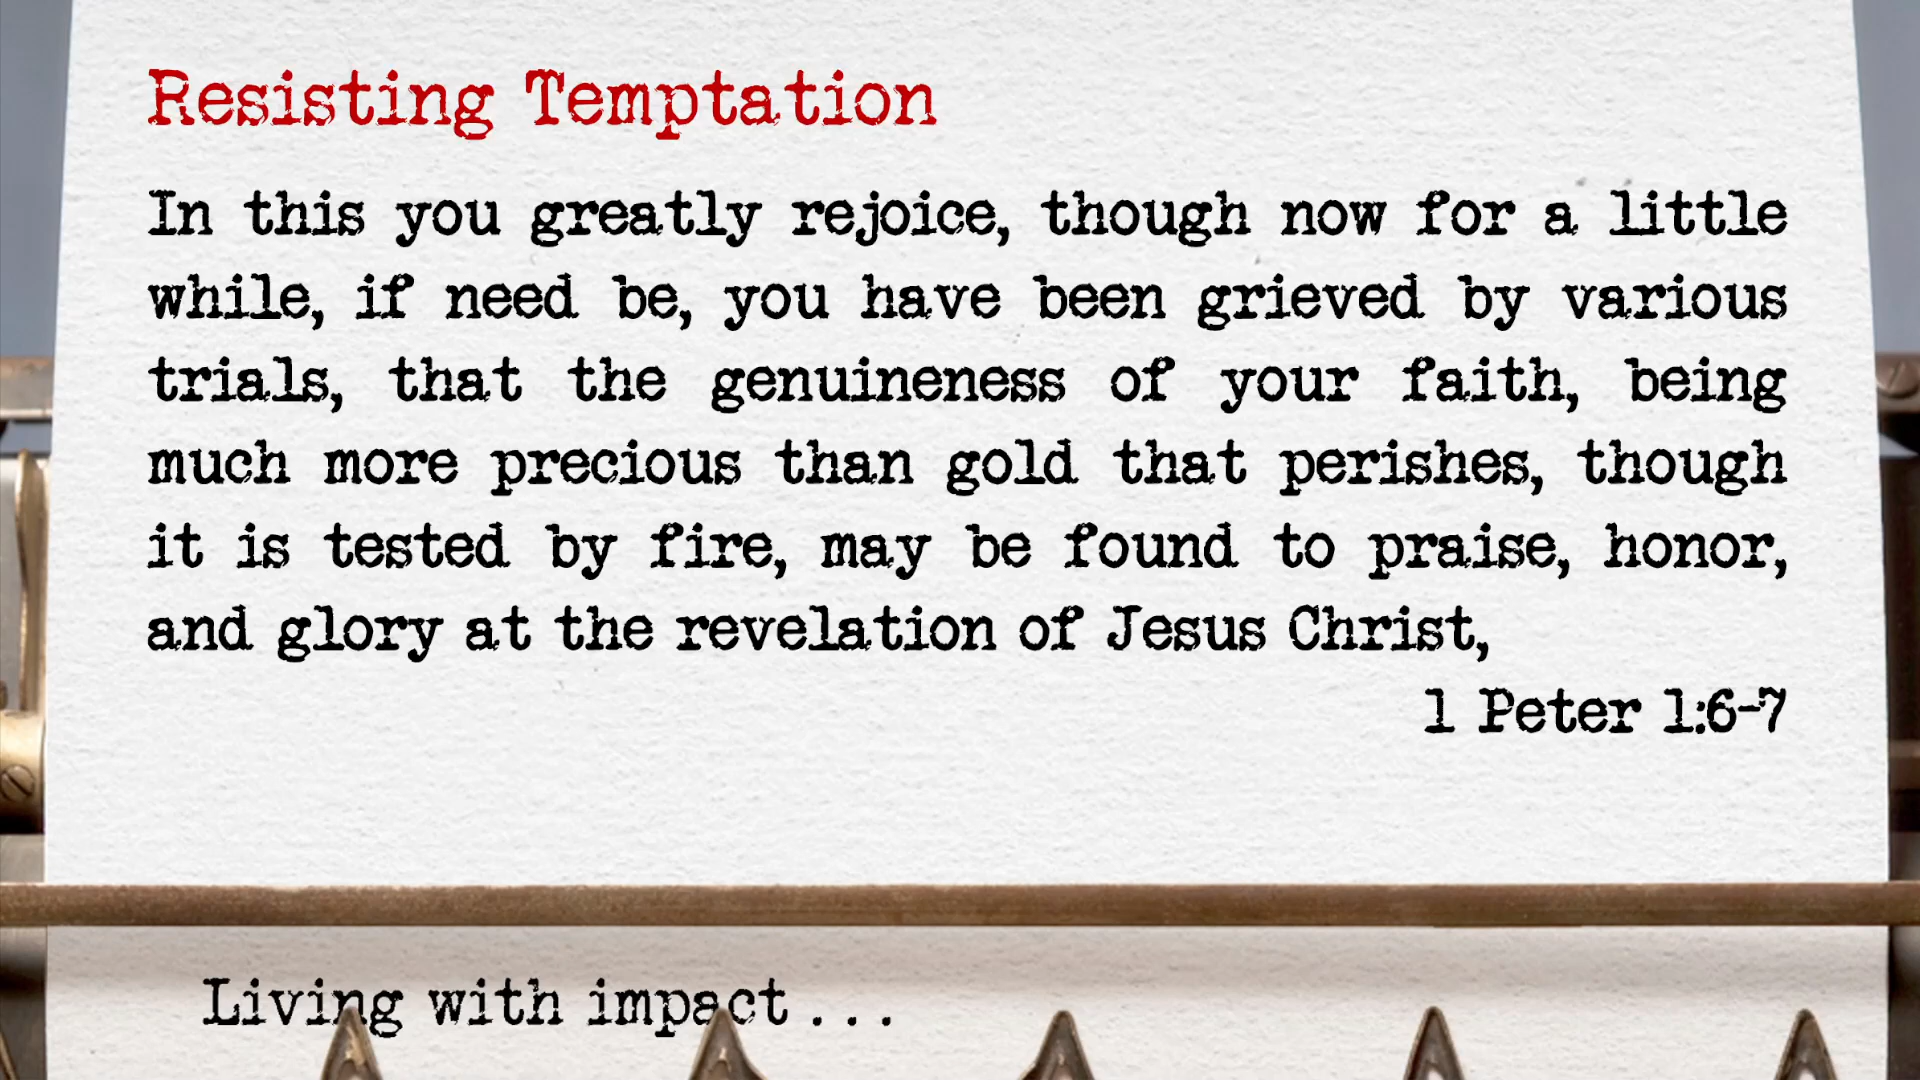 Resisting Temptation
In this you greatly rejoice, though now for a little
while, if need be, you have been grieved by various
trials, that the genuineness of your faith, being
much more precious than gold that perishes, though
it is tested by fire, may be found to praise, honor,
and glory at the revelation of Jesus Christ,
1 Peter 1:6-7
Living with impact...